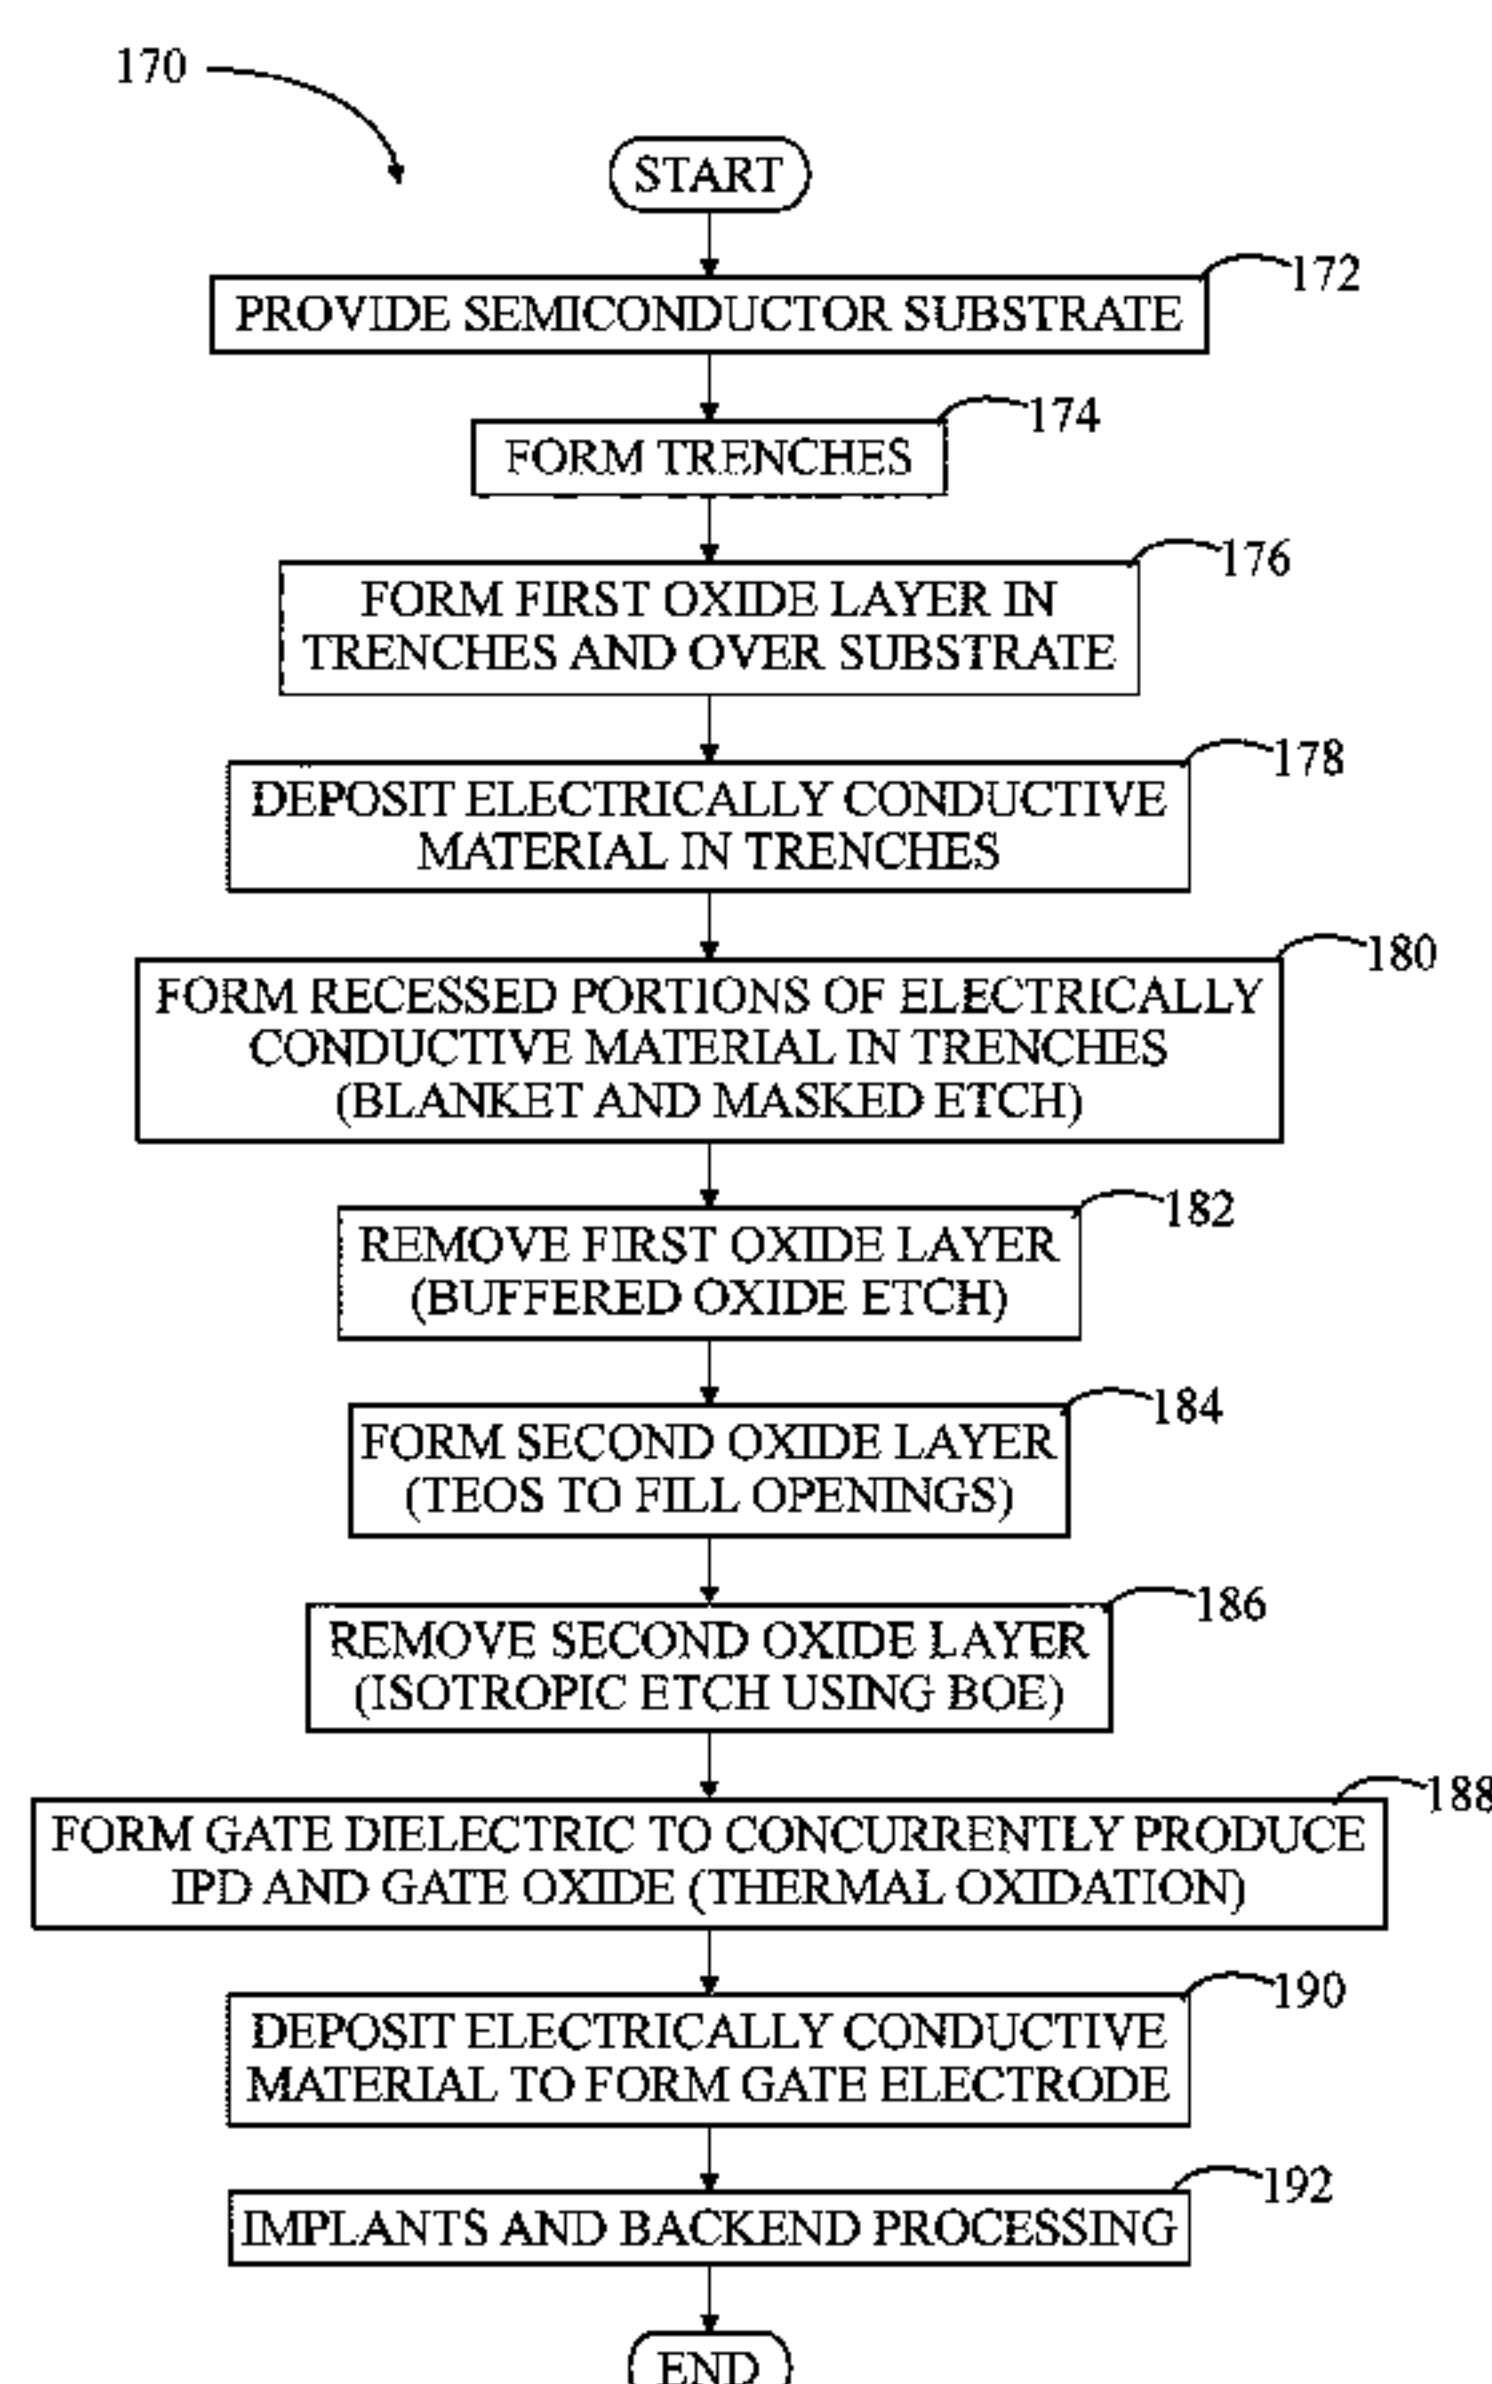 170
START
172
PROVIDE SEMICONDUCTOR SUBSTRATE
174
FORM TRENCHES
176
FORM FIRST OXIDE LAYER IN
TRENCHES AND OVER SUBSTRATE
178
DEPOSIT ELECTRICALLY CONDUCTIVE
MATERIAL IN TRENCHES
180
FORM RECESSED PORTIONS OF ELECTRICALLY
CONDUCTIVE MATERIAL IN TRENCHES
(BLANKET AND MASKED ETCH)
182
REMOVE FIRST OXIDE LAYER
(BUFFERED OXIDE ETCH)
184
FORM SECOND OXIDE LAYER
(TEOS TO FILL OPENINGS)
186
REMOVE SECOND OXIDE LAYER
(ISOTROPIC ETCH USING BOE)
188
FORM GATE DIELECTRIC TO CONCURRENTLY PRODUCE
IPD AND GATE OXIDE (THERMAL OXIDATION)
190
DEPOSIT ELECTRICALLY CONDUCTIVE
MATERIAL TO FORM GATE ELECTRODE
192
IMPLANTS AND BACKEND PROCESSING
END